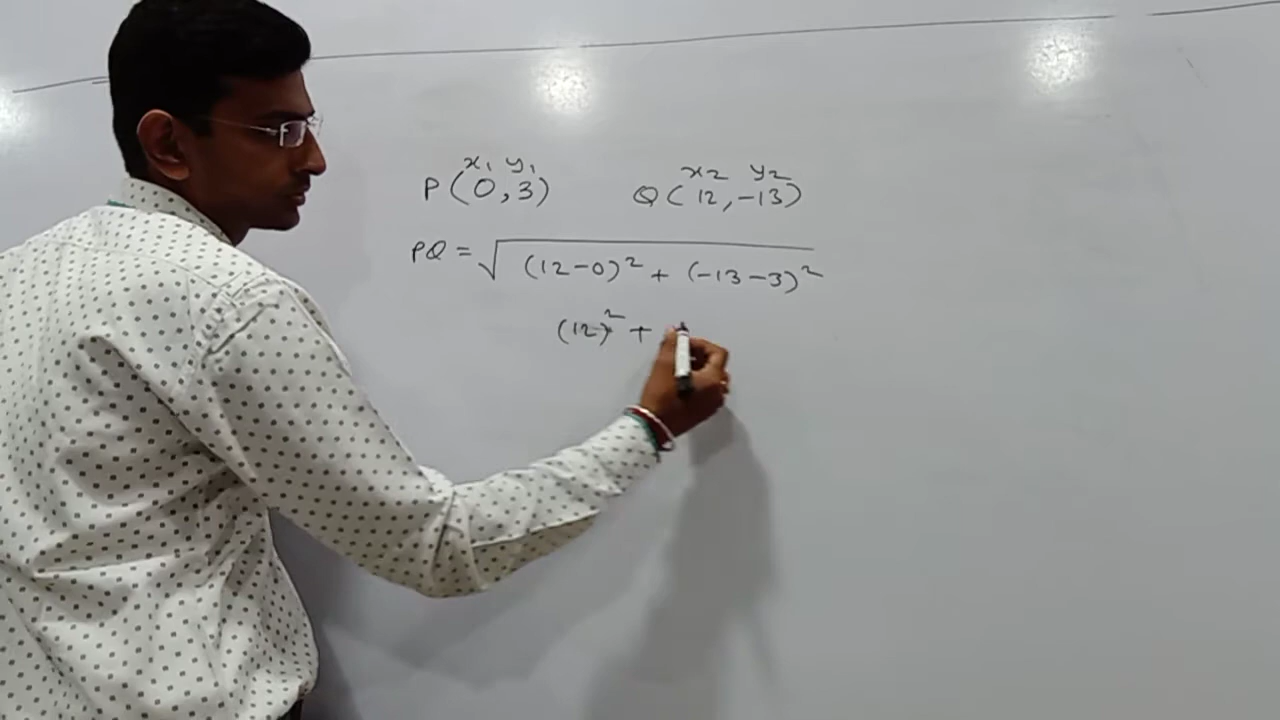 x₁ y₁ x₂ y₂
P(0,3) Q(12,-13)
PQ = √(12-0)² + (-13-3)²
(12)² +